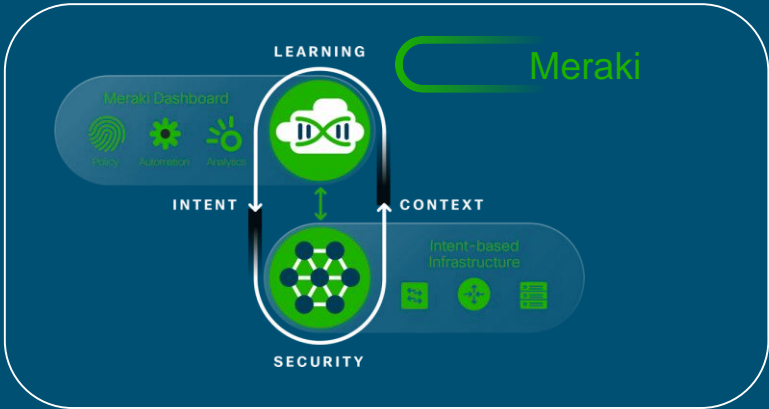 LEARNING
Meraki
Meraki Dashboard
Policy Automation Analytics
INTENT
CONTEXT
Intent-based
Infrastructure
SECURITY